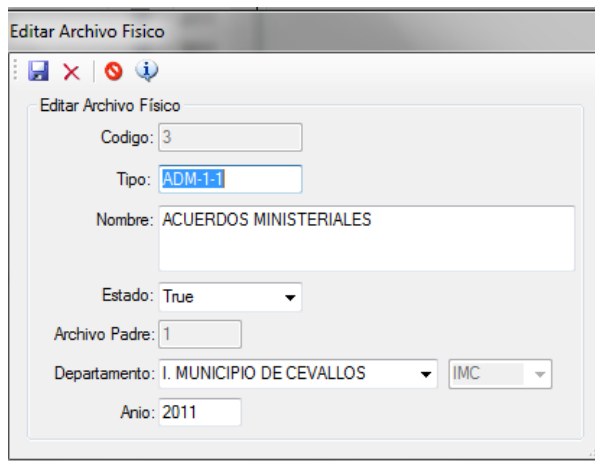 Editar Archivo Fisico
Editar Archivo Físico
Codigo: 3
Tipo: ADM-1-1
Nombre: ACUERDOS MINISTERIALES
Estado: True
Archivo Padre: 1
Departamento: I. MUNICIPIO DE CEVALLOS IMC
Anio: 2011